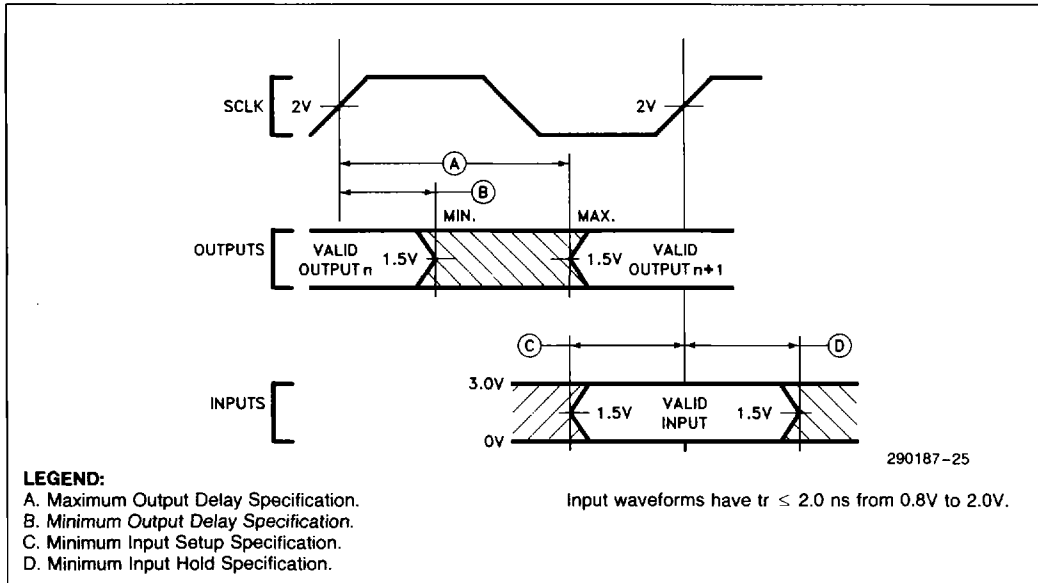 SCLK
2V
2V
A
B
MIN.
MAX.
OUTPUTS
VALID
OUTPUT n
1.5V
1.5V
VALID
OUTPUT n+1
C
D
3.0V
INPUTS
1.5V
VALID
INPUT
1.5V
0V
290187-25
LEGEND:
A. Maximum Output Delay Specification.
B. Minimum Output Delay Specification.
C. Minimum Input Setup Specification.
D. Minimum Input Hold Specification.
Input waveforms have tr ≤ 2.0 ns from 0.8V to 2.0V.